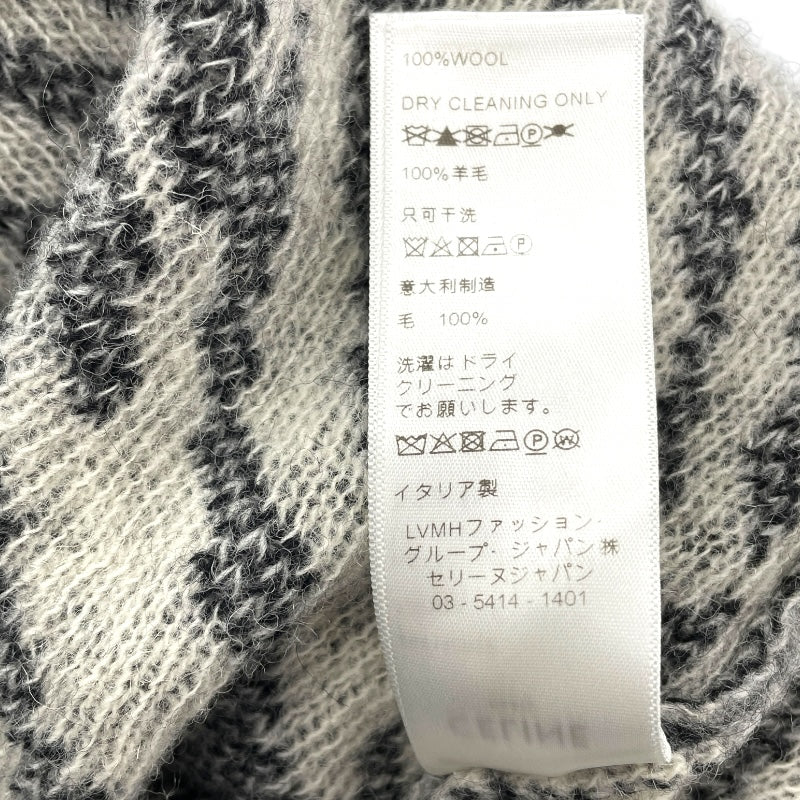 100%WOOL
DRY CLEANING ONLY
100%羊毛
只可干洗
意大利制造
毛 100%
洗濯はドライ
クリーニング
でお願いします。
イタリア製
LVMHファッション・
グループ・ジャパン㈱
セリーヌジャパン
03 - 5414 - 1401
CELINE